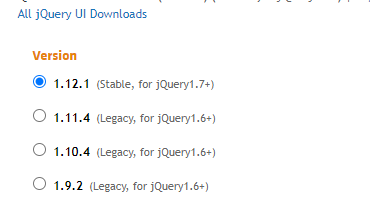 All jQuery UI Downloads
Version
1.12.1 (Stable, for jQuery1.7+)
1.11.4 (Legacy, for jQuery1.6+)
1.10.4 (Legacy, for jQuery1.6+)
1.9.2 (Legacy, for jQuery1.6+)